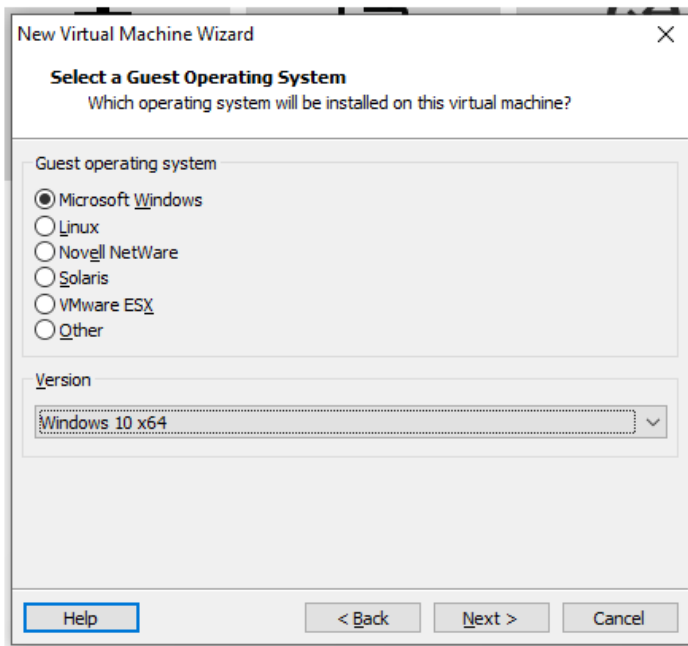 New Virtual Machine Wizard
Select a Guest Operating System
Which operating system will be installed on this virtual machine?
Guest operating system
Microsoft Windows
Linux
Novell NetWare
Solaris
VMware ESX
Other
Version
Windows 10 x64
Help
< Back
Next >
Cancel